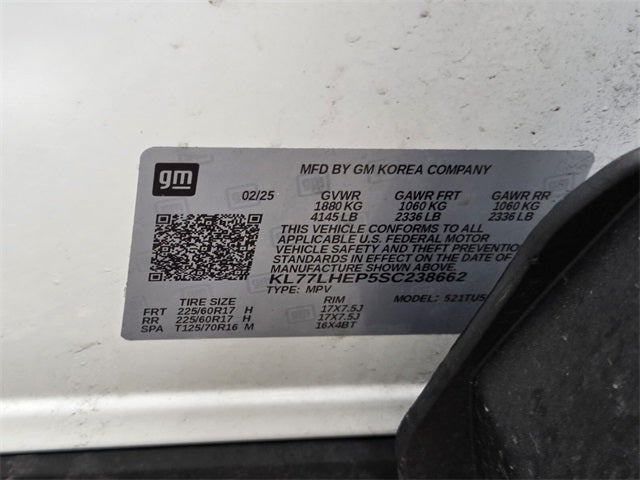 gm
MFD BY GM KOREA COMPANY
02/25 GVWR GAWR FRT GAWR RR
1880 KG 1060 KG 1060 KG
4145 LB 2336 LB 2336 LB
THIS VEHICLE CONFORMS TO ALL
APPLICABLE U.S. FEDERAL MOTOR
VEHICLE SAFETY AND THEFT PREVENTION
STANDARDS IN EFFECT ON THE DATE OF
MANUFACTURE SHOWN ABOVE.
KL77LHEP5SC238662
TYPE: MPV MODEL: 521TU5
TIRE SIZE RIM
FRT 225/60R17 H 17X7.5J
RR 225/60R17 H 17X7.5J
SPA T125/70R16 M 16X4BT